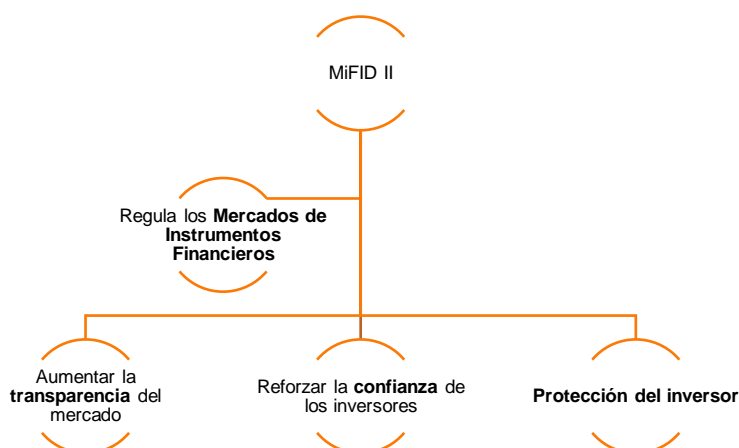 MiFID II
Regula los Mercados de
Instrumentos
Financieros
Aumentar la
transparencia del
mercado
Reforzar la confianza de
los inversores
Protección del inversor